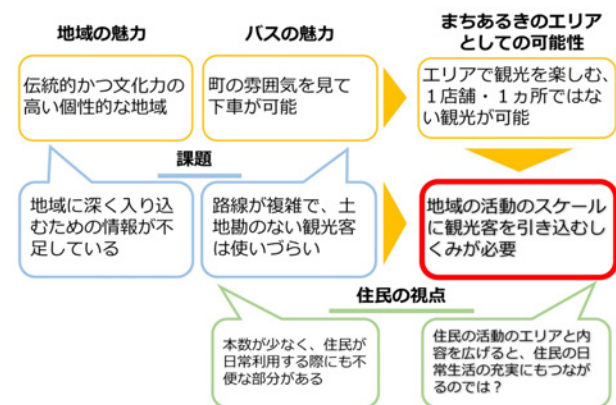 地域の魅力
バスの魅力
まちあるきのエリア
としての可能性
伝統的かつ文化力の
高い個性的な地域
町の雰囲気を見て
下車が可能
エリアで観光を楽しむ、
１店舗・１ヵ所ではな
い観光が可能
課題
地域に深く入り込
むための情報が不
足している
路線が複雑で、土
地勘のない観光客
は使いづらい
地域の活動のスケール
に観光客を引き込むし
くみが必要
住民の視点
本数が少なく、住民が
日常利用する際にも不
便な部分がある
住民の活動のエリアと内
容を広げると、住民の日
常生活の充実にもつなが
るのでは？